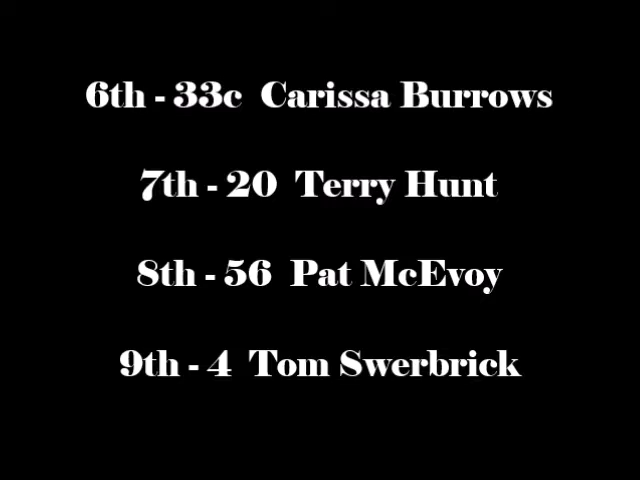 6th - 33c Carissa Burrows
7th - 20 Terry Hunt
8th - 56 Pat McEvoy
9th - 4 Tom Swerbrick